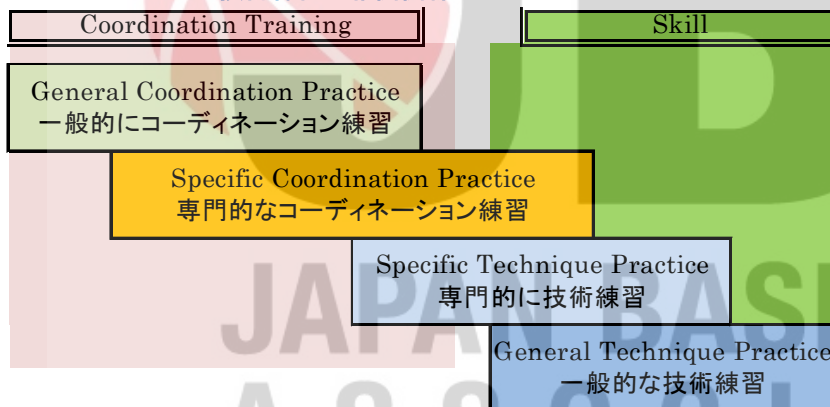 Coordination Training
Skill
General Coordination Practice
一般的にコーディネーション練習
Specific Coordination Practice
専門的なコーディネーション練習
Specific Technique Practice
専門的に技術練習
General Technique Practice
一般的な技術練習
JAPAN BAS